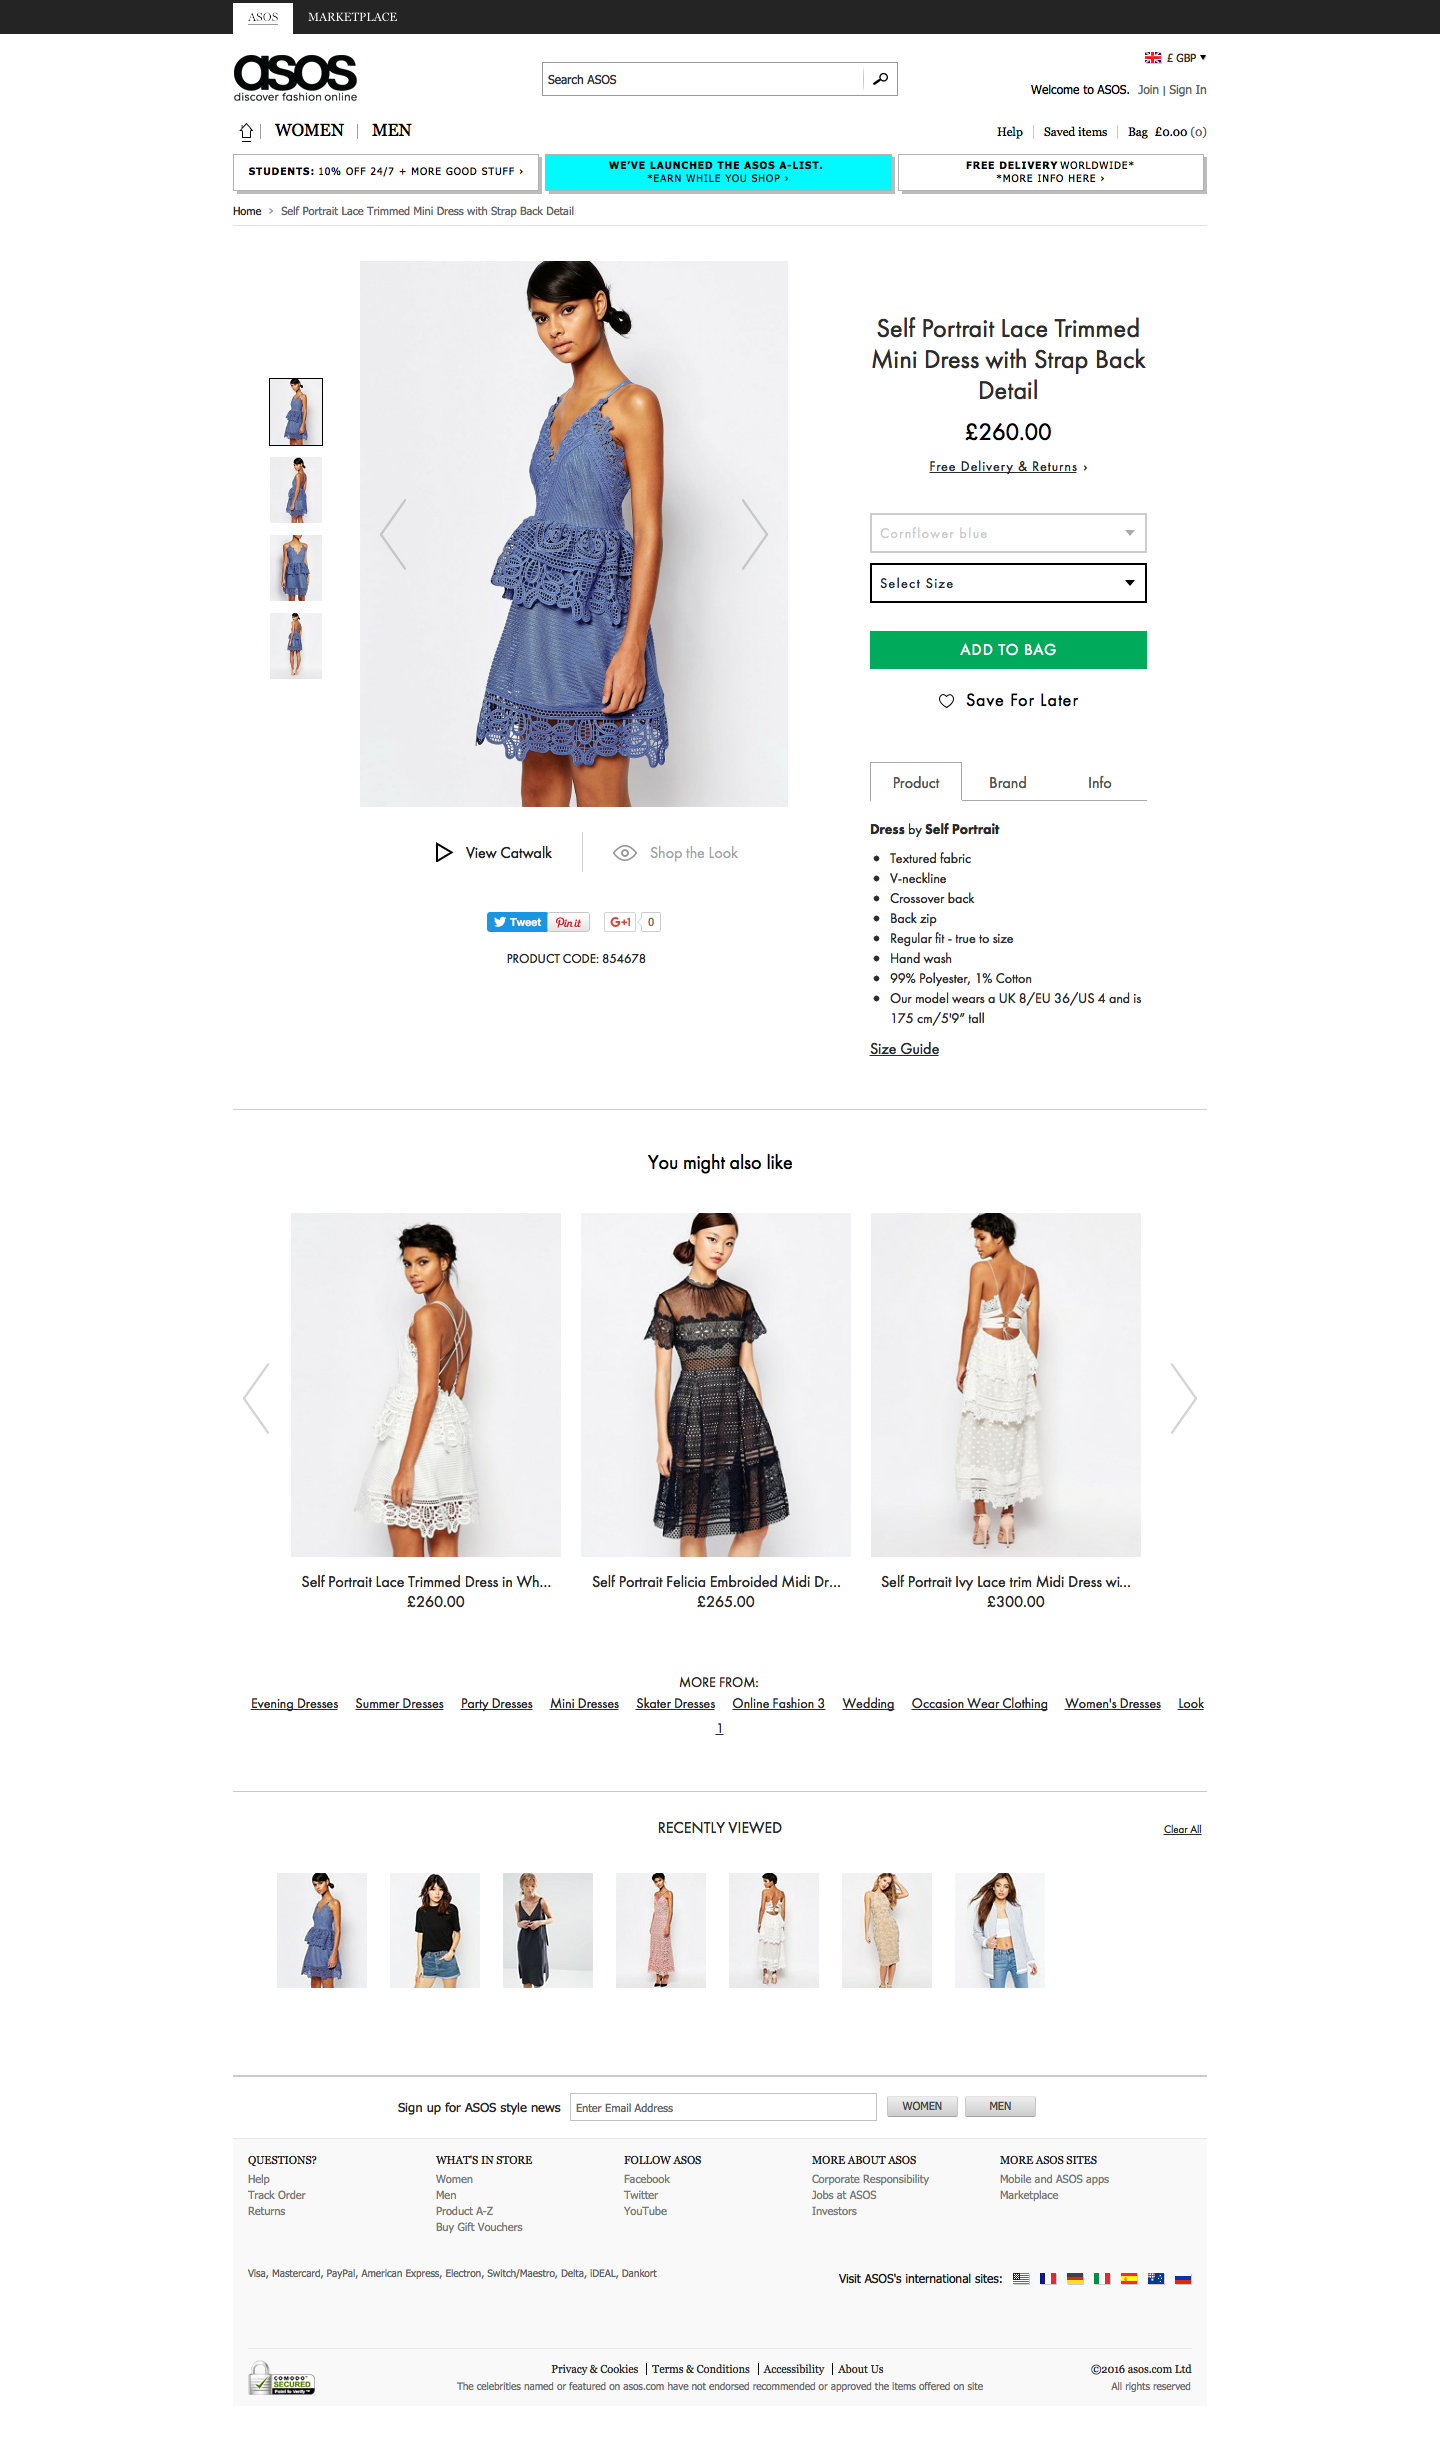 ASOS
MARKETPLACE
asos
discover fashion online
Search ASOS
£ GBP
Welcome to ASOS. Join | Sign In
WOMEN
MEN
Help
Saved items
Bag £0.00 (0)
STUDENTS: 10% OFF 24/7 + MORE GOOD STUFF ›
WE'VE LAUNCHED THE ASOS A-LIST.
*EARN WHILE YOU SHOP ›
FREE DELIVERY WORLDWIDE*
*MORE INFO HERE ›
Home › Self Portrait Lace Trimmed Mini Dress with Strap Back Detail
Self Portrait Lace Trimmed
Mini Dress with Strap Back
Detail
£260.00
Free Delivery & Returns ›
Cornflower blue
Select Size
ADD TO BAG
Save For Later
Product
Brand
Info
Dress by Self Portrait
Textured fabric
V-neckline
Crossover back
Back zip
Regular fit - true to size
Hand wash
99% Polyester, 1% Cotton
Our model wears a UK 8/EU 36/US 4 and is
175 cm/5'9” tall
Size Guide
View Catwalk
Shop the Look
Tweet
Pin it
G+1
0
PRODUCT CODE: 854678
You might also like
Self Portrait Lace Trimmed Dress in Wh...
£260.00
Self Portrait Felicia Embroided Midi Dr...
£265.00
Self Portrait Ivy Lace trim Midi Dress wi...
£300.00
MORE FROM:
Evening Dresses Summer Dresses Party Dresses Mini Dresses Skater Dresses Online Fashion 3 Wedding Occasion Wear Clothing Women's Dresses Look
1
RECENTLY VIEWED
Clear All
Sign up for ASOS style news
Enter Email Address
WOMEN
MEN
QUESTIONS?
Help
Track Order
Returns
WHAT'S IN STORE
Women
Men
Product A-Z
Buy Gift Vouchers
FOLLOW ASOS
Facebook
Twitter
YouTube
MORE ABOUT ASOS
Corporate Responsibility
Jobs at ASOS
Investors
MORE ASOS SITES
Mobile and ASOS apps
Marketplace
Visa, Mastercard, PayPal, American Express, Electron, Switch/Maestro, Delta, iDEAL, Dankort
Visit ASOS's international sites:
COMODO
SECURED
Point to Verify™
Privacy & Cookies | Terms & Conditions | Accessibility | About Us
The celebrities named or featured on asos.com have not endorsed recommended or approved the items offered on site
©2016 asos.com Ltd
All rights reserved